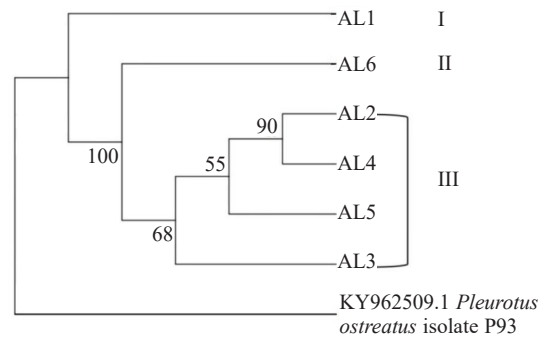 AL1 I
AL6 II
AL2
90
AL4
55
100
III
AL5
68
AL3
KY962509.1 Pleurotus
ostreatus isolate P93